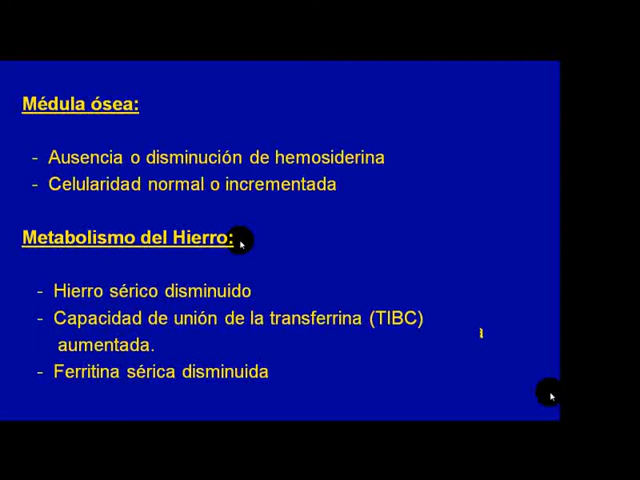 Médula ósea:
- Ausencia o disminución de hemosiderina
- Celularidad normal o incrementada
Metabolismo del Hierro:
- Hierro sérico disminuido
- Capacidad de unión de la transferrina (TIBC)
aumentada.
- Ferritina sérica disminuida